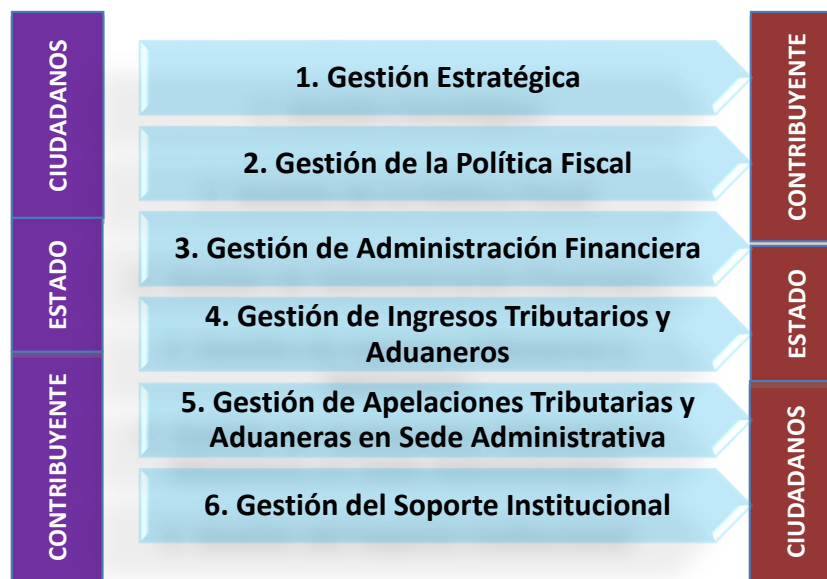 CIUDADANOS
ESTADO
CONTRIBUYENTE
1. Gestión Estratégica
2. Gestión de la Política Fiscal
3. Gestión de Administración Financiera
4. Gestión de Ingresos Tributarios y
Aduaneros
5. Gestión de Apelaciones Tributarias y
Aduaneras en Sede Administrativa
6. Gestión del Soporte Institucional
CONTRIBUYENTE
ESTADO
CIUDADANOS